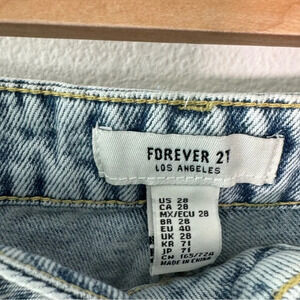 FOREVER 21
LOS ANGELES
US 28
CA 28
MX/ECU 28
BR 28
EU 40
UK 28
KR 71
JP 71
CN 165/72A
MADE IN CHINA